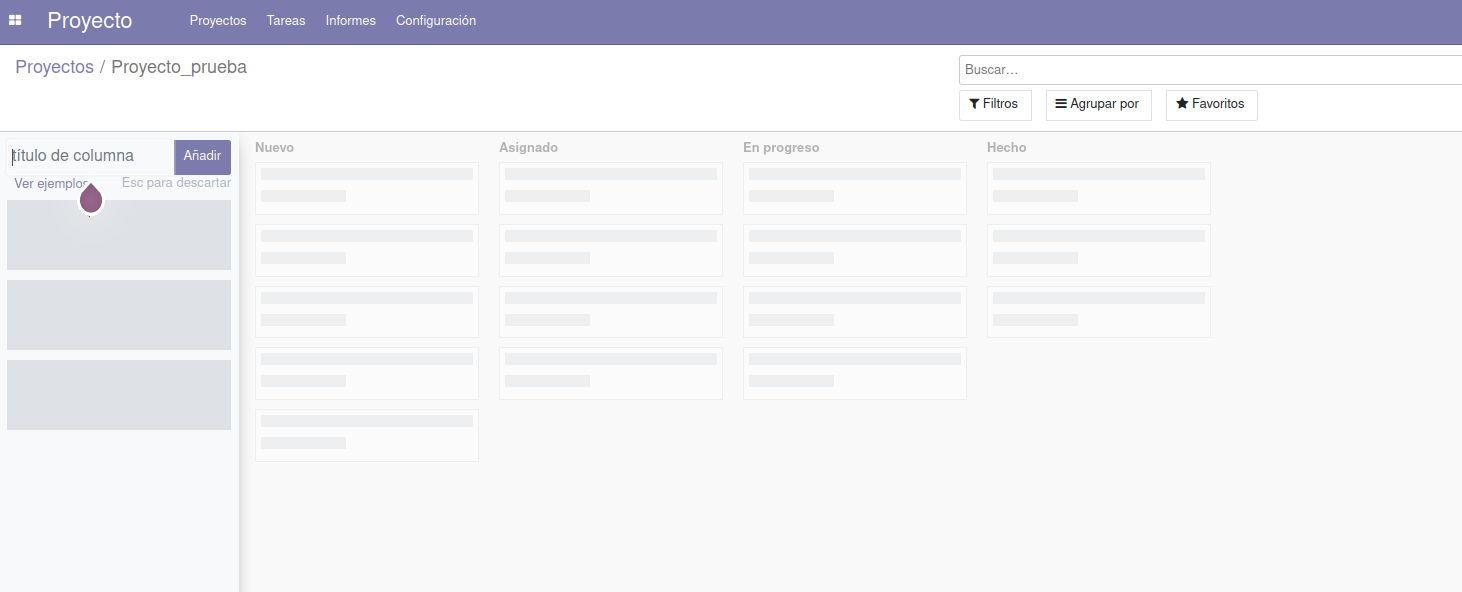 Proyecto Proyectos Tareas Informes Configuración
Proyectos / Proyecto_prueba
Buscar...
Filtros Agrupar por Favoritos
título de columna Añadir
Ver ejemplos Esc para descartar
Nuevo Asignado En progreso Hecho